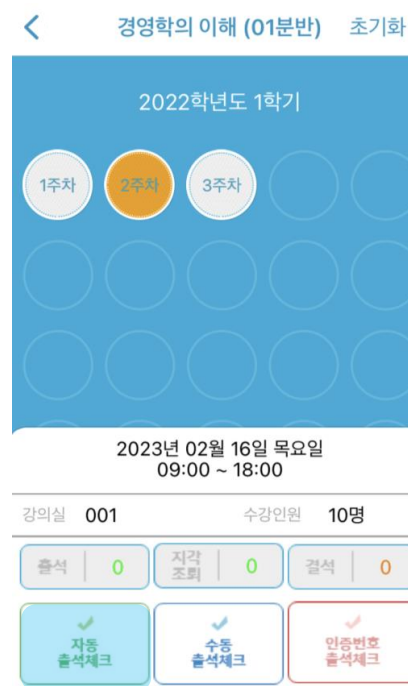 경영학의 이해 (01분반) 초기화
2022학년도 1학기
1주차 2주차 3주차
2023년 02월 16일 목요일
09:00 ~ 18:00
강의실 001 수강인원 10명
출석 0 지각 조퇴 0 결석 0
자동 수동 인증번호
출석체크 출석체크 출석체크